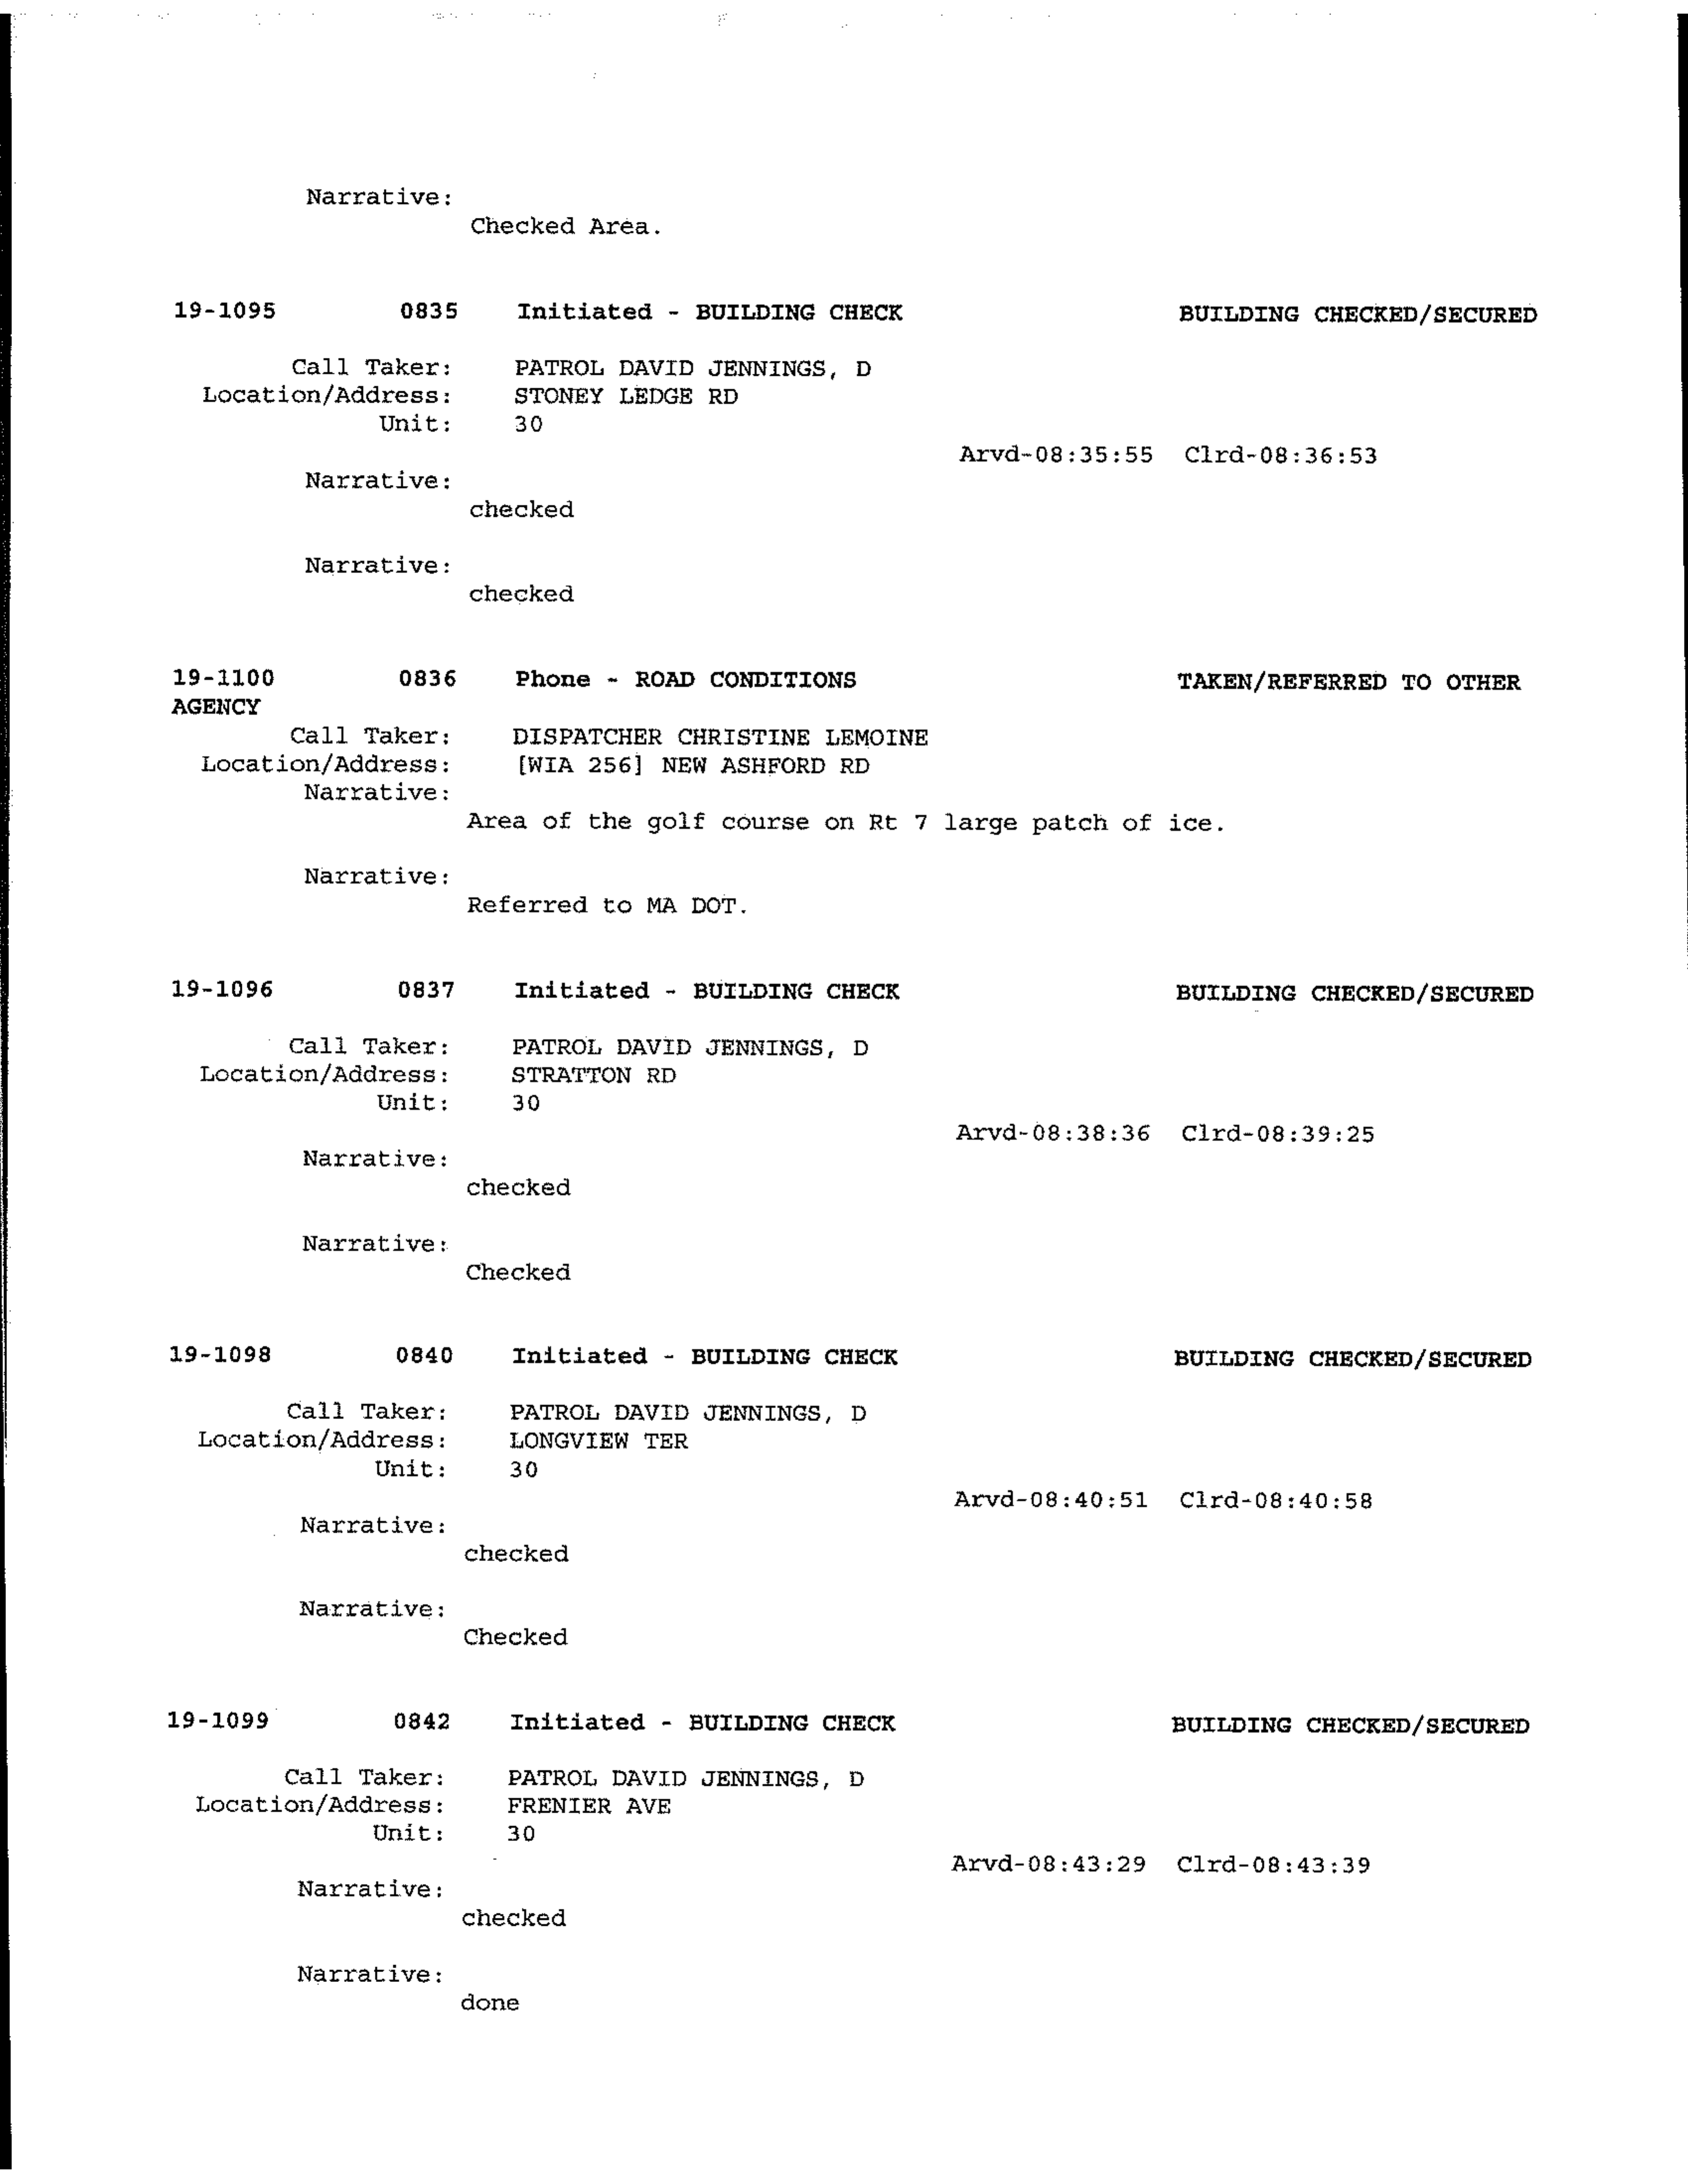 Narrative:
Checked Area.
19-1095 0835 Initiated - BUILDING CHECK BUILDING CHECKED/SECURED
Call Taker: PATROL DAVID JENNINGS, D
Location/Address: STONEY LEDGE RD
Unit: 30
Arvd-08:35:55 Clrd-08:36:53
Narrative:
checked
Narrative:
checked
19-1100 0836 Phone - ROAD CONDITIONS TAKEN/REFERRED TO OTHER
AGENCY
Call Taker: DISPATCHER CHRISTINE LEMOINE
Location/Address: [WIA 256] NEW ASHFORD RD
Narrative:
Area of the golf course on Rt 7 large patch of ice.
Narrative:
Referred to MA DOT.
19-1096 0837 Initiated - BUILDING CHECK BUILDING CHECKED/SECURED
Call Taker: PATROL DAVID JENNINGS, D
Location/Address: STRATTON RD
Unit: 30
Arvd-08:38:36 Clrd-08:39:25
Narrative:
checked
Narrative:
Checked
19-1098 0840 Initiated - BUILDING CHECK BUILDING CHECKED/SECURED
Call Taker: PATROL DAVID JENNINGS, D
Location/Address: LONGVIEW TER
Unit: 30
Arvd-08:40:51 Clrd-08:40:58
Narrative:
checked
Narrative:
Checked
19-1099 0842 Initiated - BUILDING CHECK BUILDING CHECKED/SECURED
Call Taker: PATROL DAVID JENNINGS, D
Location/Address: FRENIER AVE
Unit: 30
Arvd-08:43:29 Clrd-08:43:39
Narrative:
checked
Narrative:
done